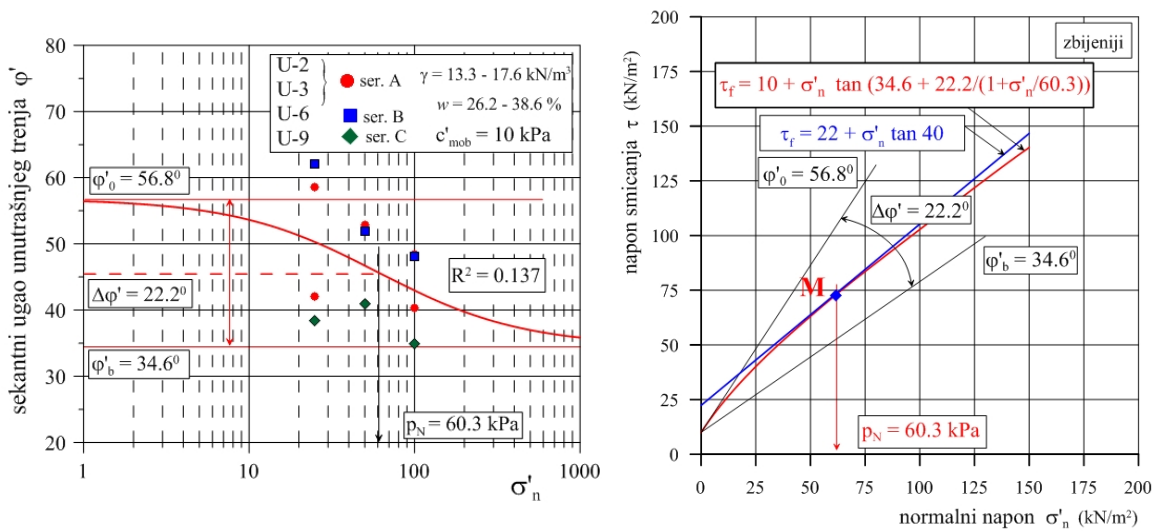 sekantni ugao unutrašnjeg trenja φ'
80
70
60
50
40
30
20
1
10
100
1000
σ'n
U-2
U-3
U-6
U-9
ser. A
ser. B
ser. C
γ = 13.3 - 17.6 kN/m³
w = 26.2 - 38.6 %
c'mob = 10 kPa
φ'0 = 56.8⁰
Δφ' = 22.2⁰
φ'b = 34.6⁰
R² = 0.137
pN = 60.3 kPa
napon smicanja τ (kN/m²)
200
175
150
125
100
75
50
25
0
0
25
50
75
100
125
150
175
200
normalni napon σ'n (kN/m²)
zbijeniji
τf = 10 + σ'n tan (34.6 + 22.2/(1+σ'n/60.3))
τf = 22 + σ'n tan 40
φ'0 = 56.8⁰
Δφ' = 22.2⁰
φ'b = 34.6⁰
M
pN = 60.3 kPa